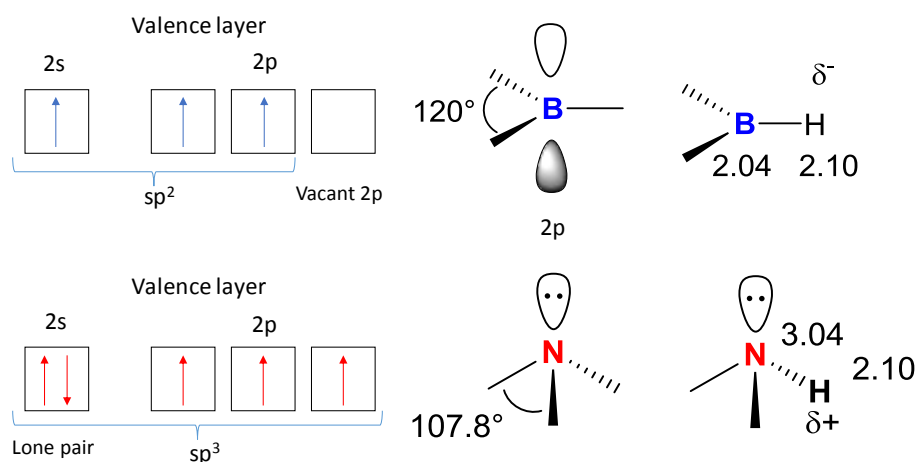 Valence layer
2s 2p
sp²
Vacant 2p
120°
B
2p
δ-
B H
2.04 2.10
Valence layer
2s 2p
Lone pair
sp³
N
107.8°
N 3.04
2.10
H
δ+